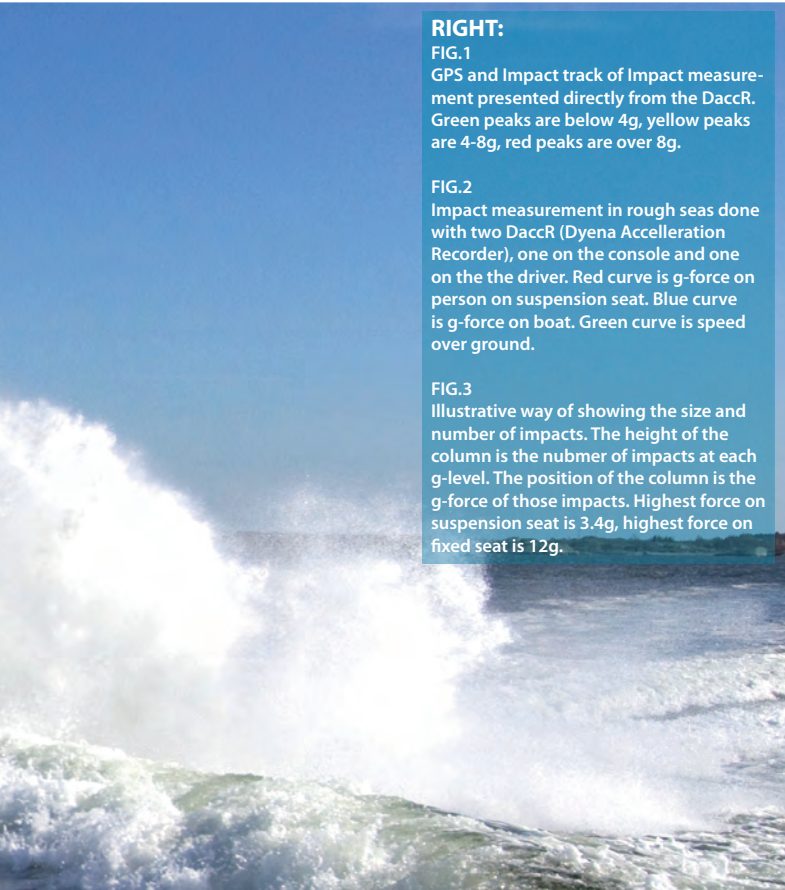 RIGHT:
FIG.1
GPS and Impact track of Impact measure-
ment presented directly from the DaccR.
Green peaks are below 4g, yellow peaks
are 4-8g, red peaks are over 8g.
FIG.2
Impact measurement in rough seas done
with two DaccR (Dyena Accelleration
Recorder), one on the console and one
on the the driver. Red curve is g-force on
person on suspension seat. Blue curve
is g-force on boat. Green curve is speed
over ground.
FIG.3
Illustrative way of showing the size and
number of impacts. The height of the
column is the nubmer of impacts at each
g-level. The position of the column is the
g-force of those impacts. Highest force on
suspension seat is 3.4g, highest force on
fixed seat is 12g.